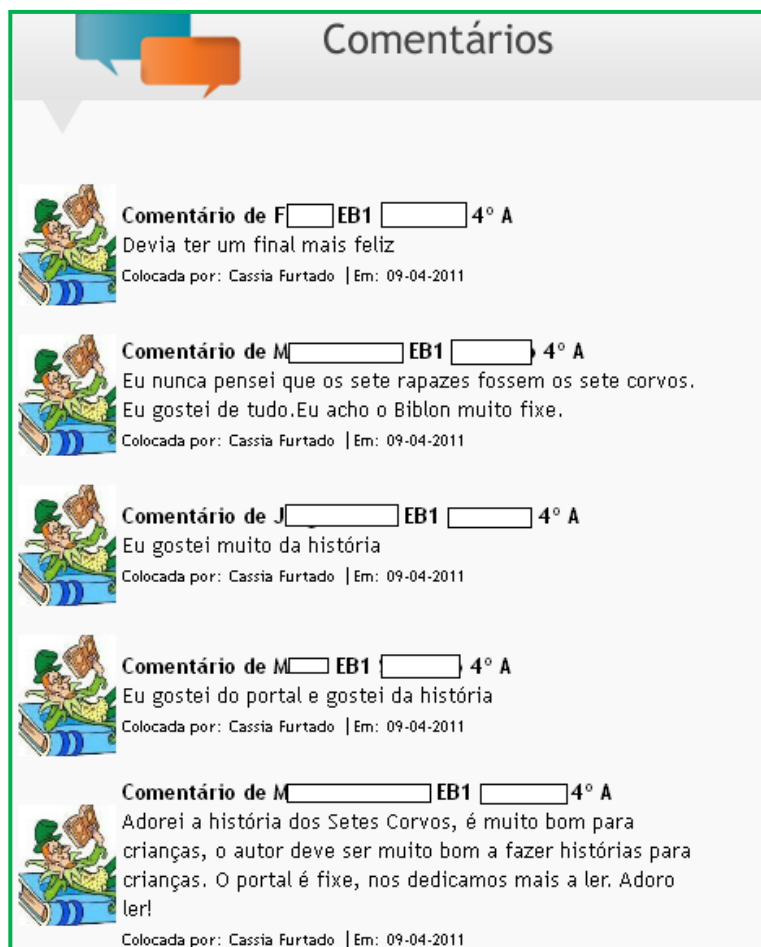 Comentários
Comentário de F EB1 4º A
Devia ter um final mais feliz
Colocada por: Cassia Furtado |Em: 09-04-2011
Comentário de M EB1 4º A
Eu nunca pensei que os sete rapazes fossem os sete corvos.
Eu gostei de tudo.Eu acho o Biblon muito fixe.
Colocada por: Cassia Furtado |Em: 09-04-2011
Comentário de J EB1 4º A
Eu gostei muito da história
Colocada por: Cassia Furtado |Em: 09-04-2011
Comentário de M EB1 4º A
Eu gostei do portal e gostei da história
Colocada por: Cassia Furtado |Em: 09-04-2011
Comentário de M EB1 4º A
Adorei a história dos Setes Corvos, é muito bom para
crianças, o autor deve ser muito bom a fazer histórias para
crianças. O portal é fixe, nos dedicamos mais a ler. Adoro
ler!
Colocada por: Cassia Furtado |Em: 09-04-2011